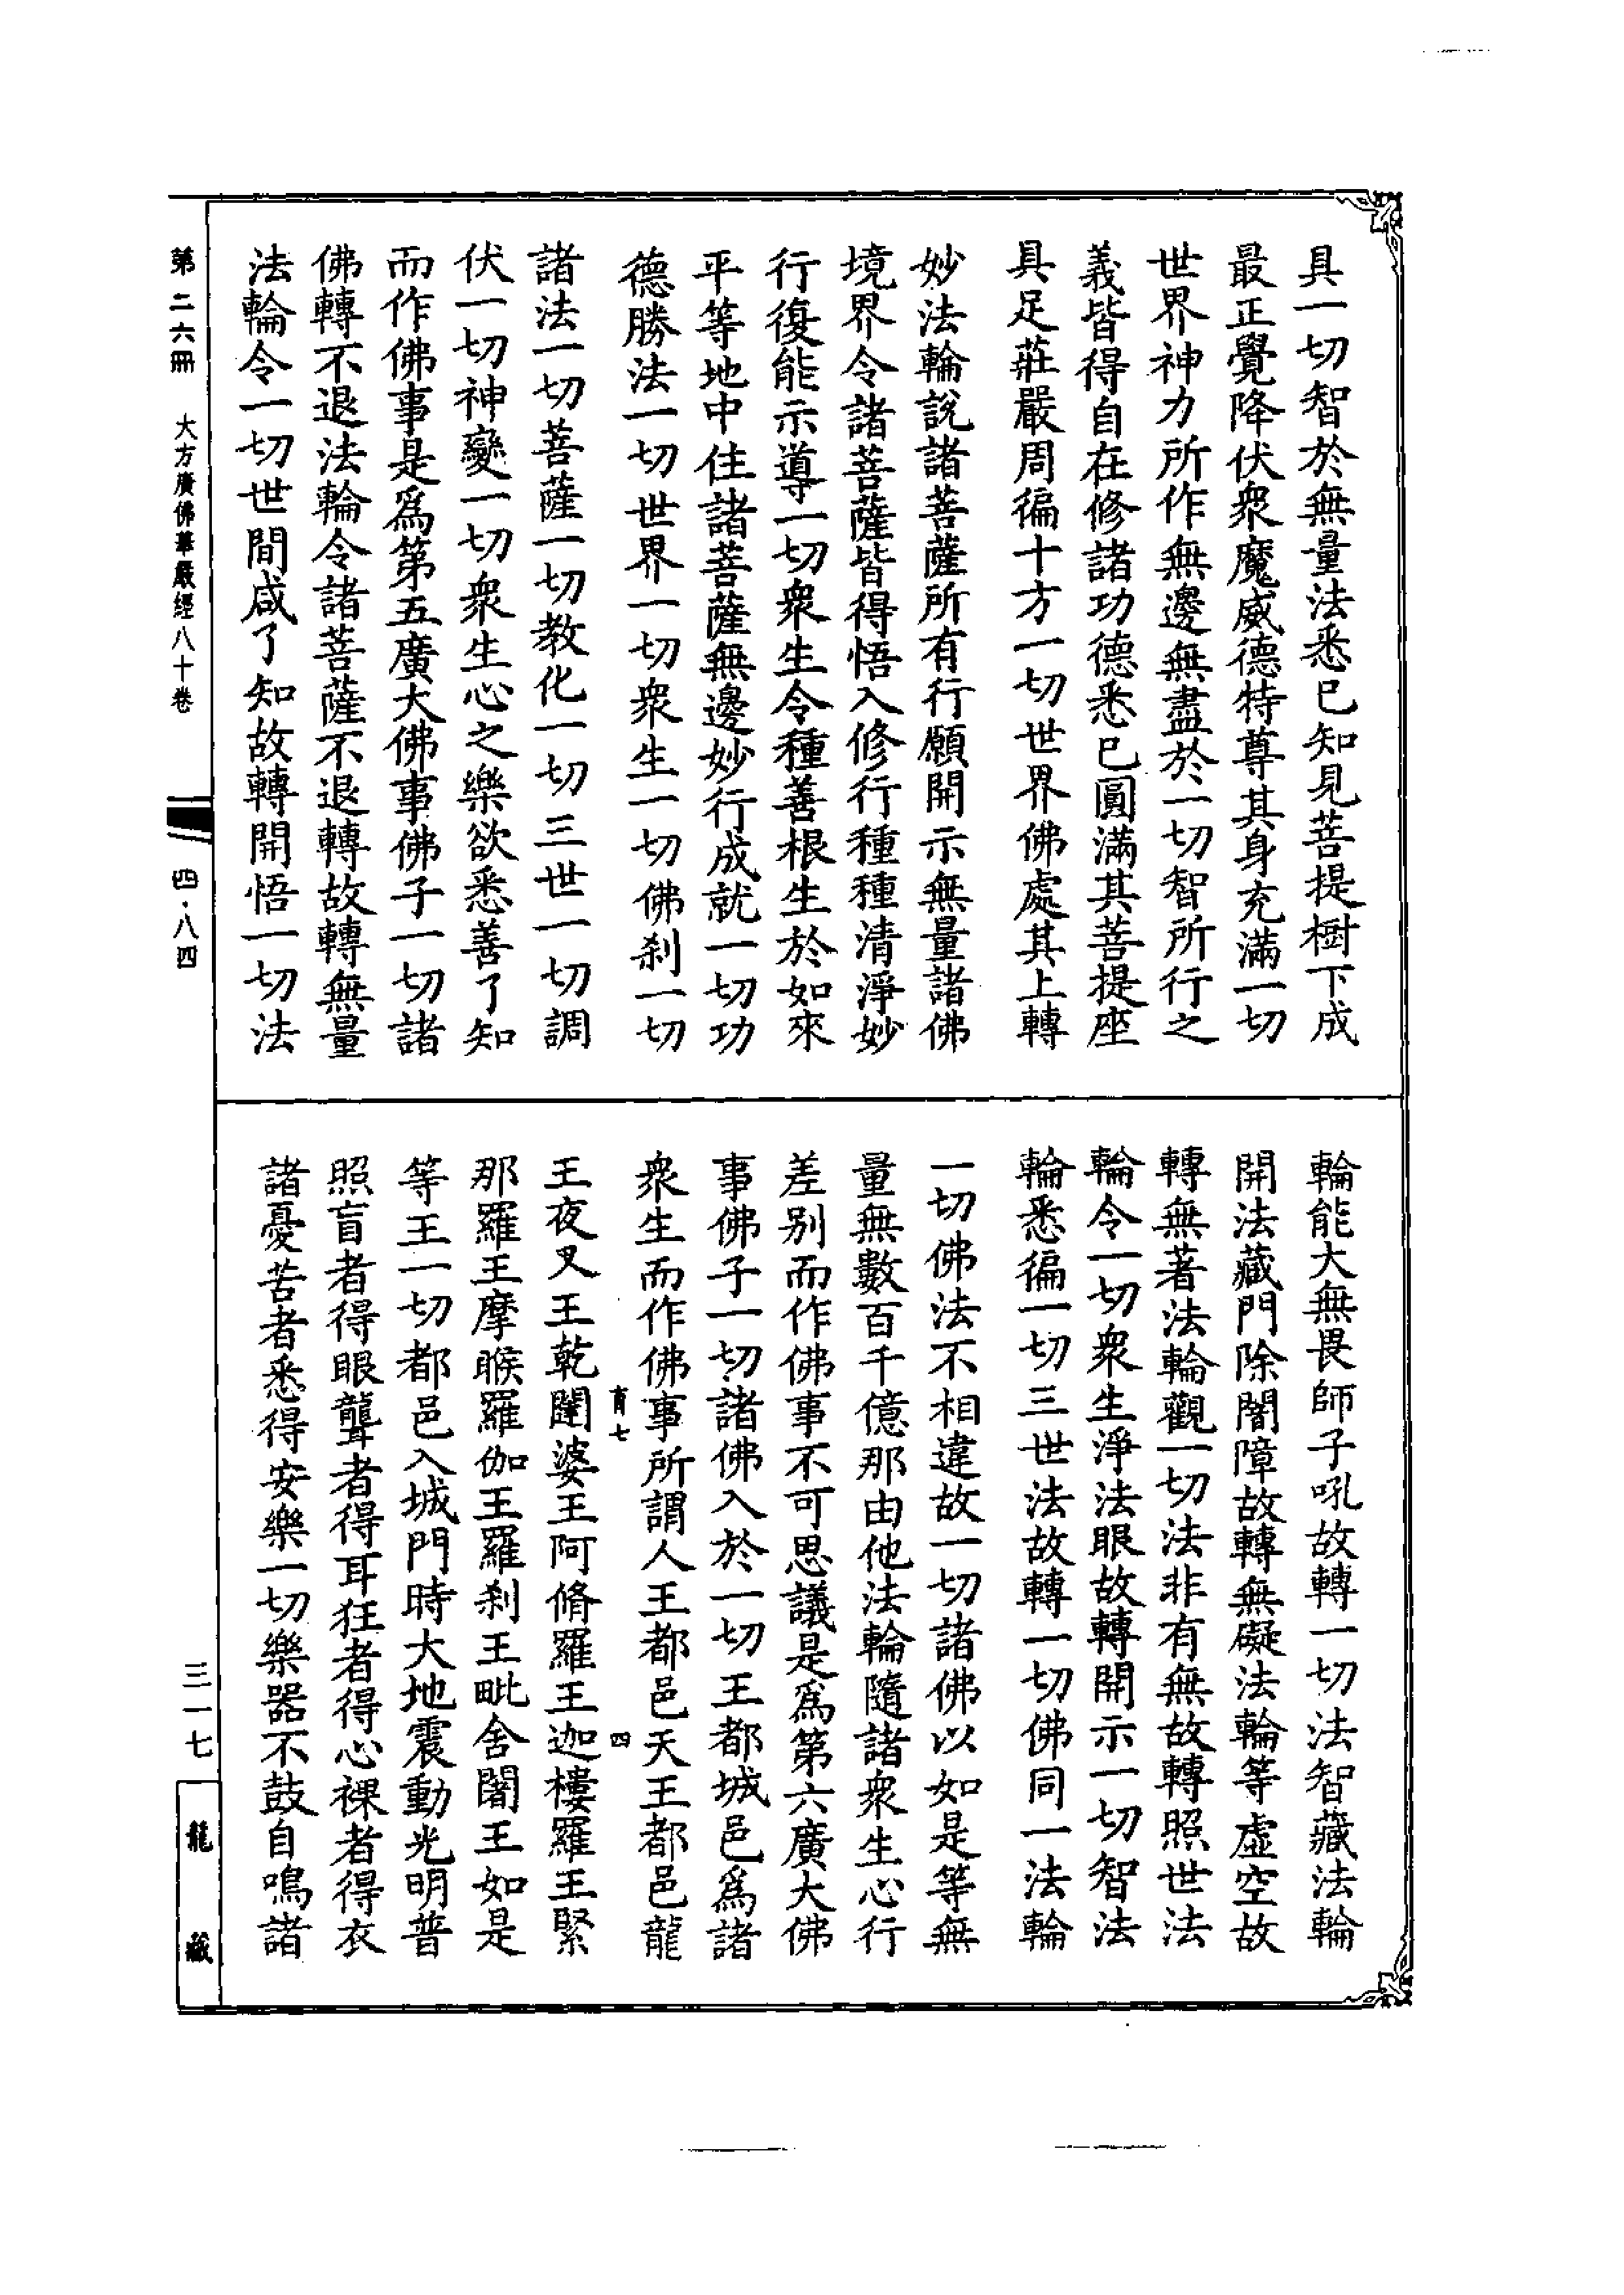 具一切智於無量法悉已知見菩提樹下成
最正覺降伏衆魔威德特尊其身充滿一切
世界神力所作無邊無盡於一切智所行之
義皆得自在修諸功德悉已圓滿其菩提座
具足莊嚴周徧十方一切世界佛處其上轉
妙法輪說諸菩薩所有行願開示無量諸佛
境界令諸菩薩皆得悟入修行種種清淨妙
行復能示導一切衆生令種善根生於如來
平等地中住諸菩薩無邊妙行成就一切功
德勝法一切世界一切衆生一切佛刹一切
諸法一切菩薩一切教化一切三世一切調
伏一切神變一切衆生心之樂欲悉善了知
而作佛事是爲第五廣大佛事佛子一切諸
佛轉不退法輪令諸菩薩不退轉故轉無量
法輪令一切世間咸了知故轉開悟一切法
輪能大無畏師子吼故轉一切法智藏法輪
開法藏門除闇障故轉無礙法輪等虛空故
轉無著法輪觀一切法非有無故轉照世法
輪令一切衆生淨法眼故轉開示一切智法
輪悉徧一切三世法故轉一切佛同一法輪
一切佛法不相違故一切諸佛以如是等無
量無數百千億那由他法輪隨諸衆生心行
差別而作佛事不可思議是爲第六廣大佛
事佛子一切諸佛入於一切王都城邑爲諸
衆生而作佛事所謂人王都邑天王都邑龍
育七 四
王夜叉王乾闥婆王阿脩羅王迦樓羅王緊
那羅王摩睺羅伽王羅刹王毗舍闍王如是
等王一切都邑入城門時大地震動光明普
照盲者得眼聾者得耳狂者得心裸者得衣
諸憂苦者悉得安樂一切樂器不鼓自鳴諸
第二六冊 大方廣佛華嚴經八十卷 四·八四
三一七 龍藏